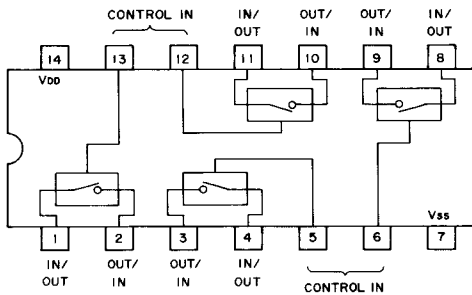 CONTROL IN
IN/ OUT/ OUT/ IN/
OUT IN IN OUT
14 13 12 11 10 9 8
VDD
VSS
1 2 3 4 5 6 7
IN/ OUT/ OUT/ IN/
OUT IN IN OUT
CONTROL IN